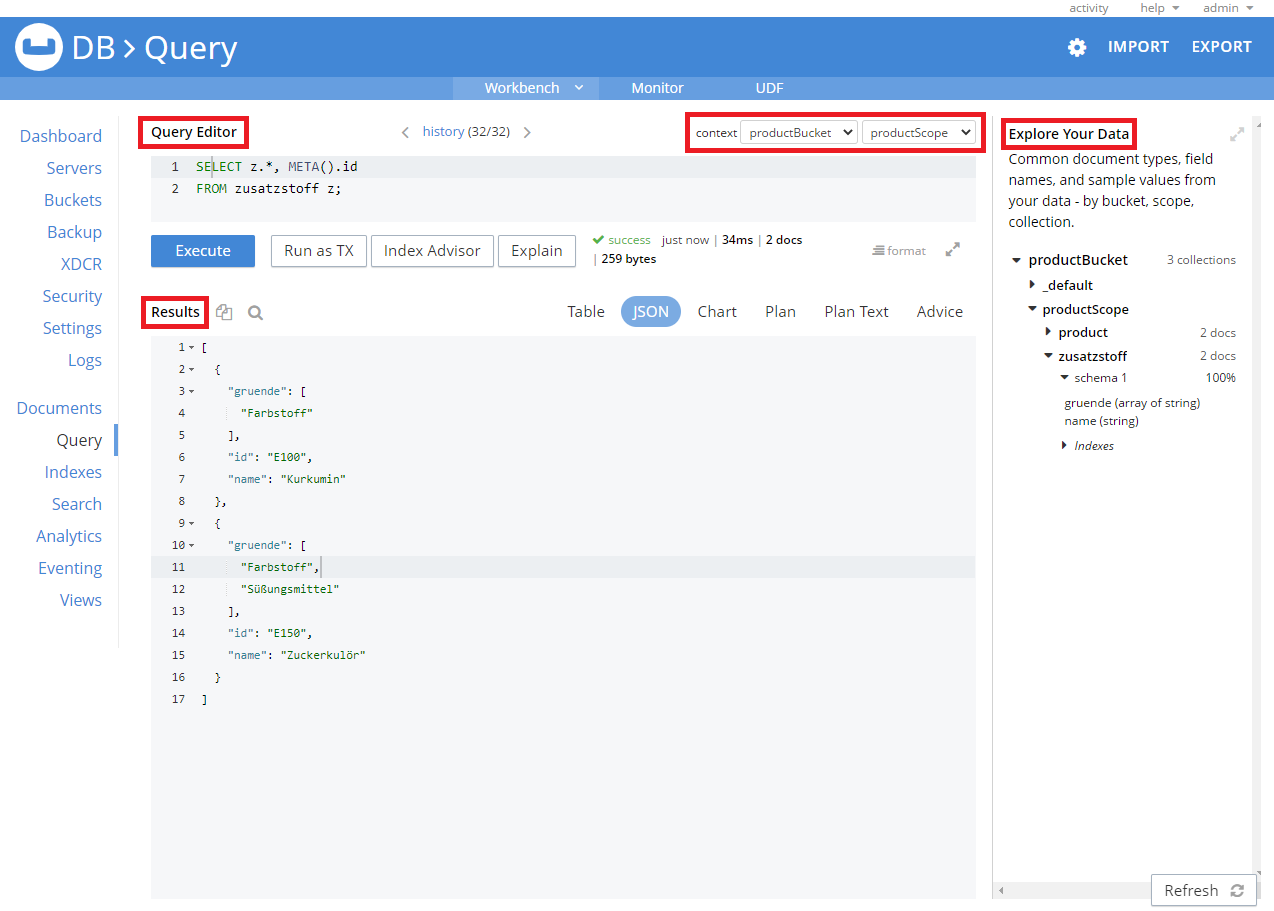 activity help admin
DB > Query
IMPORT EXPORT
Workbench Monitor UDF
Dashboard
Servers
Buckets
Backup
XDCR
Security
Settings
Logs
Documents
Query
Indexes
Search
Analytics
Eventing
Views
Query Editor history (32/32) context productBucket productScope
1 SELECT z.*, META().id
2 FROM zusatzstoff z;
Execute Run as TX Index Advisor Explain success just now | 34ms | 2 docs
| 259 bytes
format
Results Table JSON Chart Plan Plan Text Advice
1 [
2 {
3 "gruende": [
4 "Farbstoff"
5 ],
6 "id": "E100",
7 "name": "Kurkumin"
8 },
9 {
10 "gruende": [
11 "Farbstoff",
12 "Süßungsmittel"
13 ],
14 "id": "E150",
15 "name": "Zuckerkulör"
16 }
17 ]
Explore Your Data
Common document types, field
names, and sample values from
your data - by bucket, scope,
collection.
productBucket 3 collections
_default
productScope
product 2 docs
zusatzstoff 2 docs
schema 1 100%
gruende (array of string)
name (string)
Indexes
Refresh